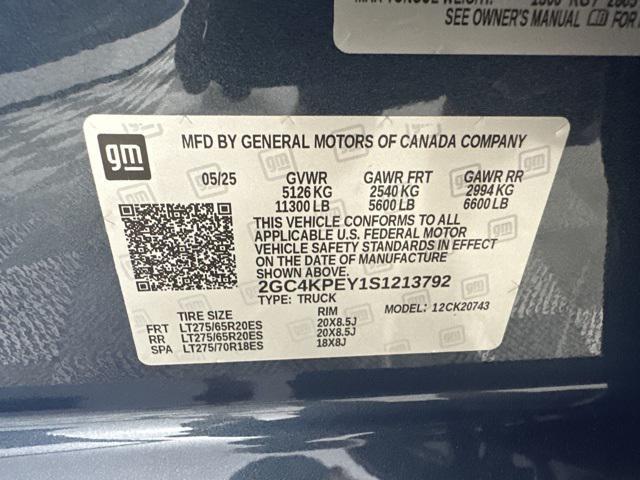 SEE OWNER'S MANUAL FOR
gm
MFD BY GENERAL MOTORS OF CANADA COMPANY
05/25 GVWR GAWR FRT GAWR RR
5126 KG 2540 KG 2994 KG
11300 LB 5600 LB 6600 LB
THIS VEHICLE CONFORMS TO ALL
APPLICABLE U.S. FEDERAL MOTOR
VEHICLE SAFETY STANDARDS IN EFFECT
ON THE DATE OF MANUFACTURE
SHOWN ABOVE.
2GC4KPEY1S1213792
TYPE: TRUCK MODEL: 12CK20743
TIRE SIZE RIM
FRT LT275/65R20ES 20X8.5J
RR LT275/65R20ES 20X8.5J
SPA LT275/70R18ES 18X8J